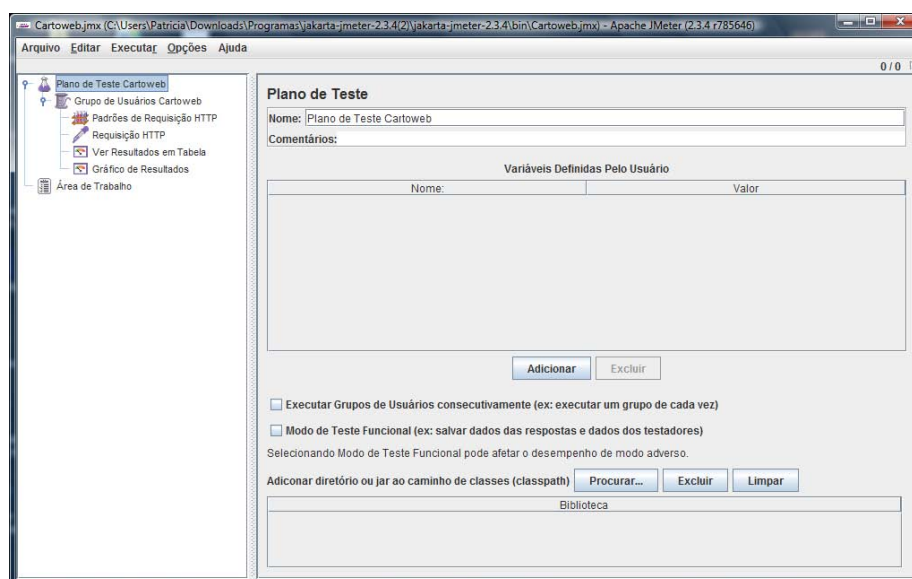 Cartoweb.jmx (C:\Users\Patricia\Downloads\Programas\jakarta-jmeter-2.3.4(2)\jakarta-jmeter-2.3.4\bin\Cartoweb.jmx) - Apache JMeter (2.3.4 r785646)
Arquivo Editar Executar Opções Ajuda
0 / 0
Plano de Teste Cartoweb
Grupo de Usuários Cartoweb
Padrões de Requisição HTTP
Requisição HTTP
Ver Resultados em Tabela
Gráfico de Resultados
Área de Trabalho
Plano de Teste
Nome: Plano de Teste Cartoweb
Comentários:
Variáveis Definidas Pelo Usuário
Nome: Valor
Adicionar Excluir
Executar Grupos de Usuários consecutivamente (ex: executar um grupo de cada vez)
Modo de Teste Funcional (ex: salvar dados das respostas e dados dos testadores)
Selecionando Modo de Teste Funcional pode afetar o desempenho de modo adverso.
Adiconar diretório ou jar ao caminho de classes (classpath) Procurar... Excluir Limpar
Biblioteca